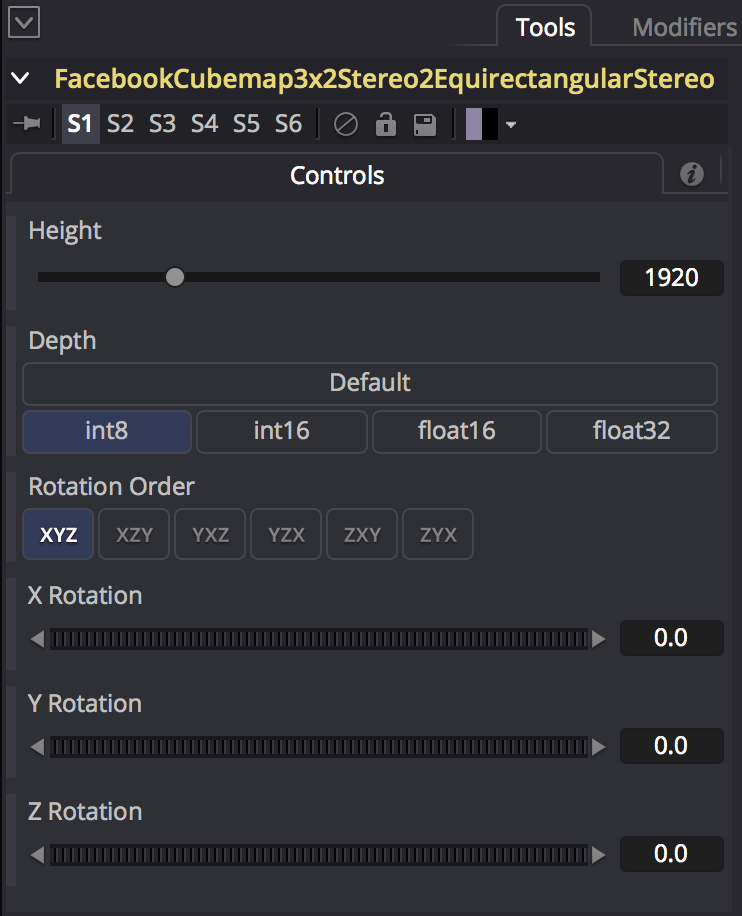 Tools Modifiers
FacebookCubemap3x2Stereo2EquirectangularStereo
S1 S2 S3 S4 S5 S6
Controls
Height
1920
Depth
Default
int8 int16 float16 float32
Rotation Order
XYZ XZY YXZ YZX ZXY ZYX
X Rotation
0.0
Y Rotation
0.0
Z Rotation
0.0